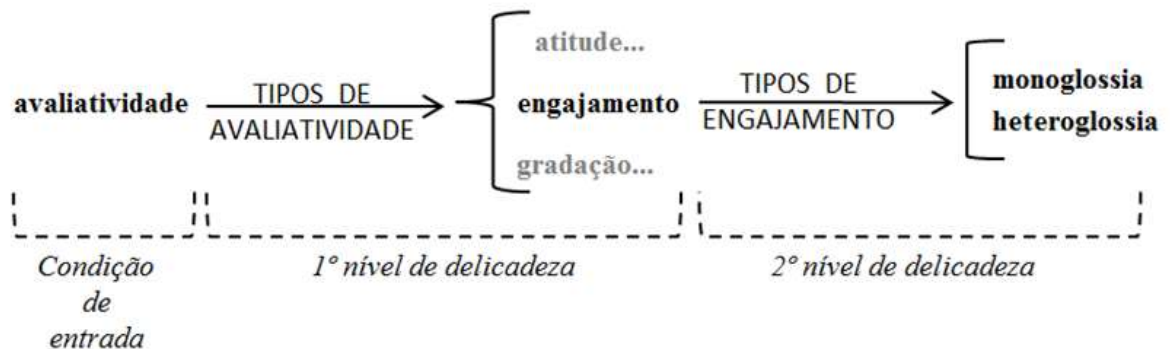 avaliatividade
TIPOS DE
AVALIATIVIDADE
atitude...
engajamento
gradação...
TIPOS DE
ENGAJAMENTO
monoglossia
heteroglossia
Condição
de
entrada
1º nível de delicadeza
2º nível de delicadeza